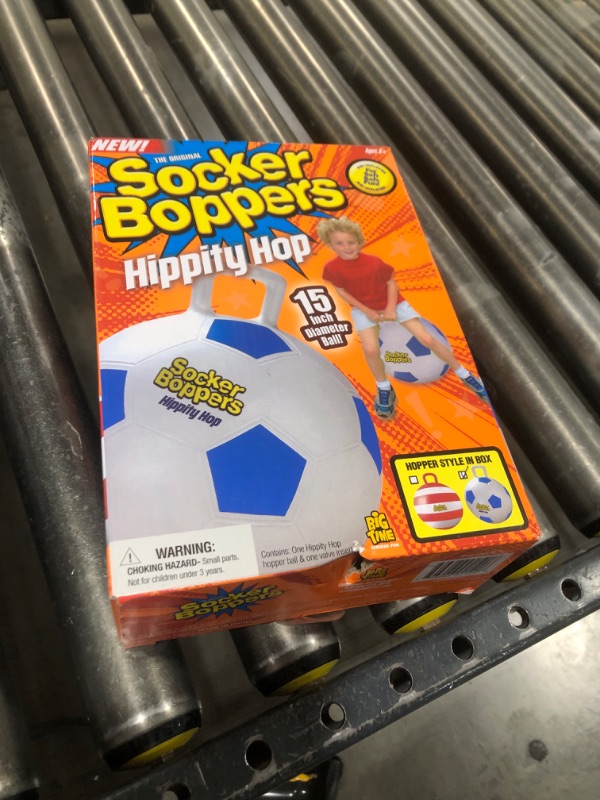 NEW!
THE ORIGINAL
Socker
Boppers
Hippity Hop
15
Inch
Diameter
Ball!
Socker
Boppers
Hippity Hop
Socker
Boppers
HOPPER STYLE IN BOX
BIG
TIME
WARNING:
CHOKING HAZARD- Small parts.
Not for children under 3 years.
Contains: One Hippity Hop
hopper ball & one valve
Socker
Boppers